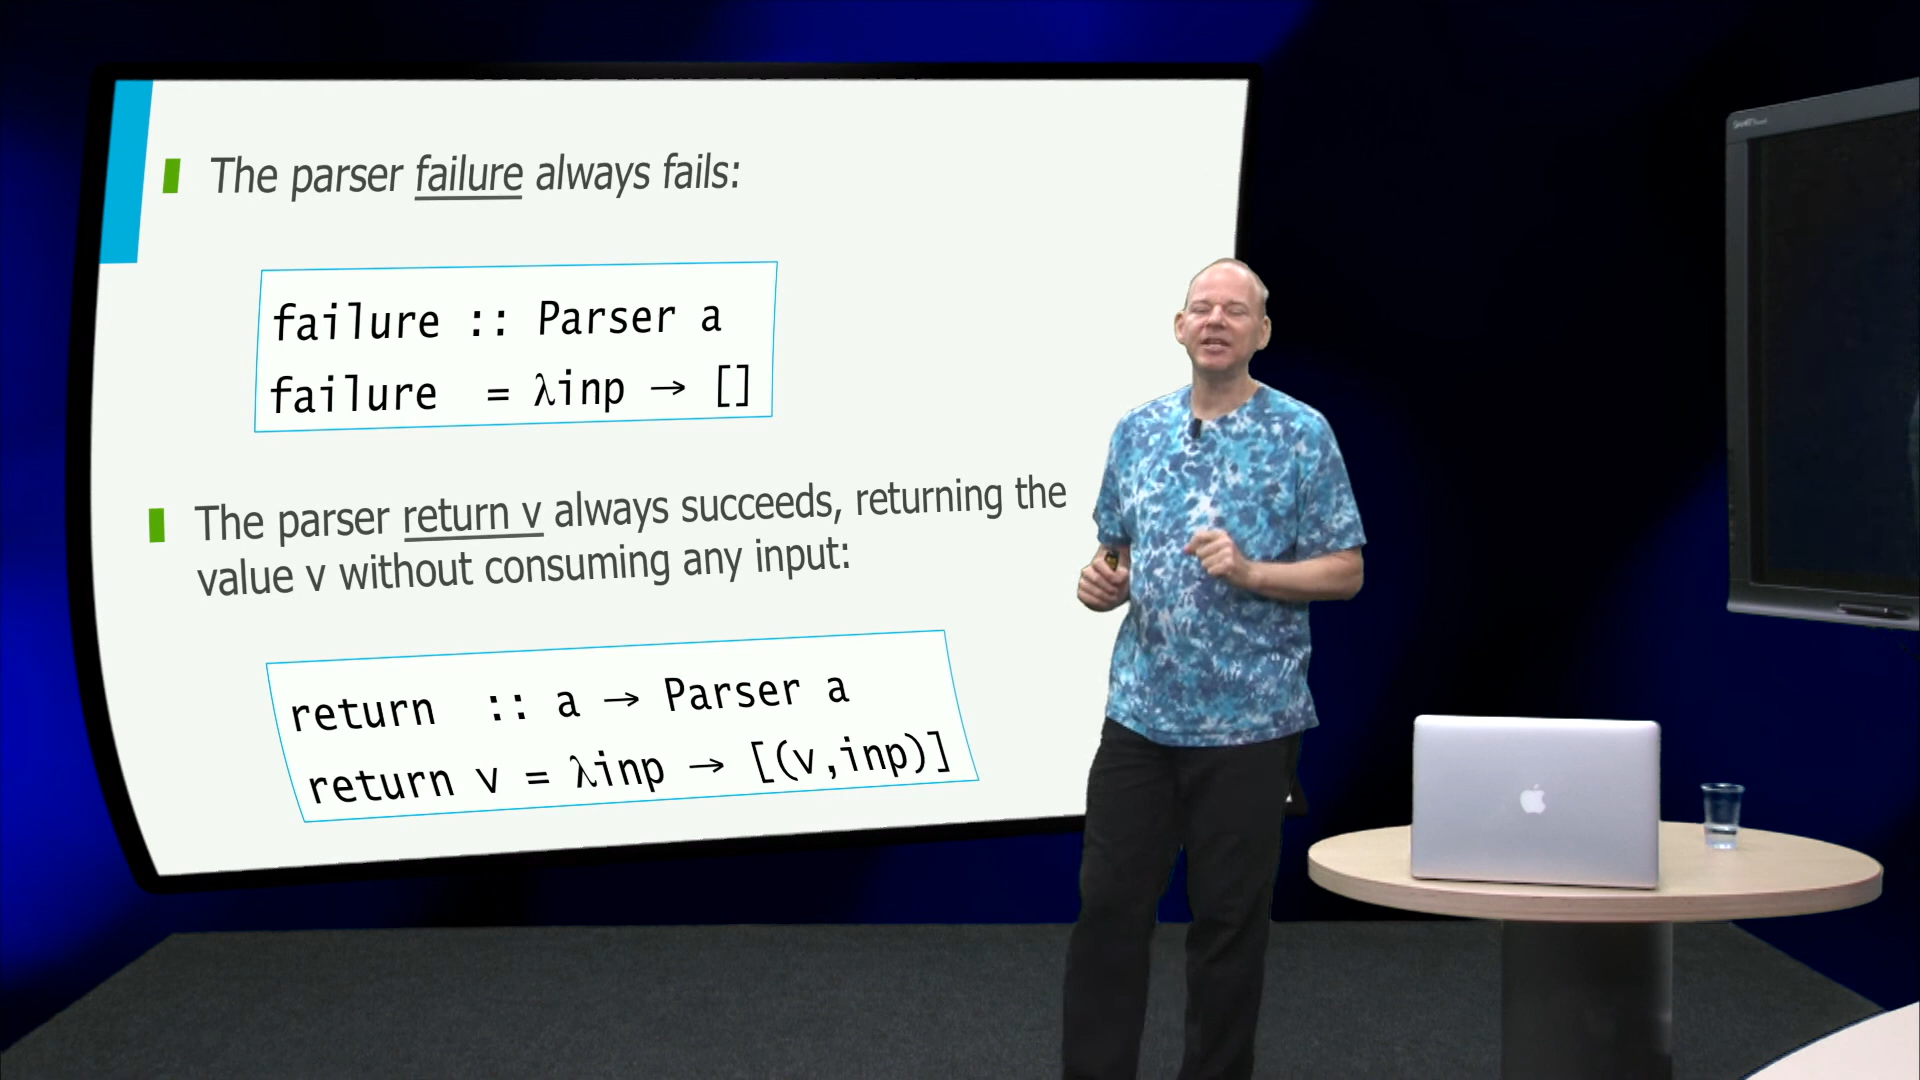 The parser failure always fails:
failure :: Parser a
failure = λinp → []
The parser return v always succeeds, returning the
value v without consuming any input:
return :: a → Parser a
return v = λinp → [(v,inp)]